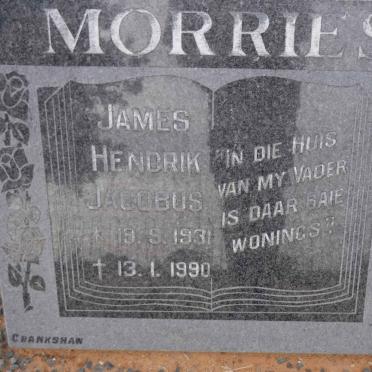 MORRIES
JAMES
HENDRIK
JACOBUS
* 19.9.1931
† 13.1.1990
"IN DIE HUIS
VAN MY VADER
IS DAAR BAIE
WONINGS".
CRANKSHAW